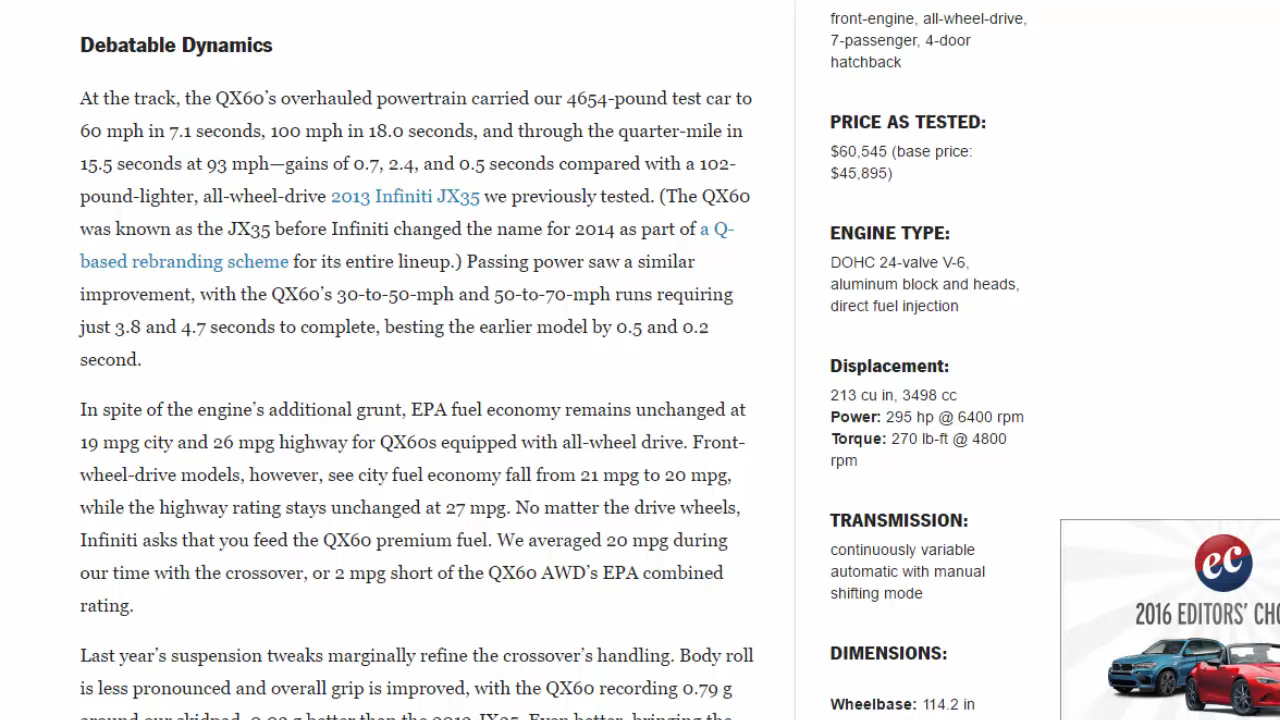 Debatable Dynamics
At the track, the QX60’s overhauled powertrain carried our 4654-pound test car to
60 mph in 7.1 seconds, 100 mph in 18.0 seconds, and through the quarter-mile in
15.5 seconds at 93 mph—gains of 0.7, 2.4, and 0.5 seconds compared with a 102-
pound-lighter, all-wheel-drive 2013 Infiniti JX35 we previously tested. (The QX60
was known as the JX35 before Infiniti changed the name for 2014 as part of a Q-
based rebranding scheme for its entire lineup.) Passing power saw a similar
improvement, with the QX60’s 30-to-50-mph and 50-to-70-mph runs requiring
just 3.8 and 4.7 seconds to complete, besting the earlier model by 0.5 and 0.2
second.
In spite of the engine’s additional grunt, EPA fuel economy remains unchanged at
19 mpg city and 26 mpg highway for QX60s equipped with all-wheel drive. Front-
wheel-drive models, however, see city fuel economy fall from 21 mpg to 20 mpg,
while the highway rating stays unchanged at 27 mpg. No matter the drive wheels,
Infiniti asks that you feed the QX60 premium fuel. We averaged 20 mpg during
our time with the crossover, or 2 mpg short of the QX60 AWD’s EPA combined
rating.
Last year’s suspension tweaks marginally refine the crossover’s handling. Body roll
is less pronounced and overall grip is improved, with the QX60 recording 0.79 g
around our skidpad, 0.02 g better than the 2013 JX35. Even better, bringing the
front-engine, all-wheel-drive,
7-passenger, 4-door
hatchback
PRICE AS TESTED:
$60,545 (base price:
$45,895)
ENGINE TYPE:
DOHC 24-valve V-6,
aluminum block and heads,
direct fuel injection
Displacement:
213 cu in, 3498 cc
Power: 295 hp @ 6400 rpm
Torque: 270 lb-ft @ 4800
rpm
TRANSMISSION:
continuously variable
automatic with manual
shifting mode
DIMENSIONS:
Wheelbase: 114.2 in
ec
2016 EDITORS’ CHO